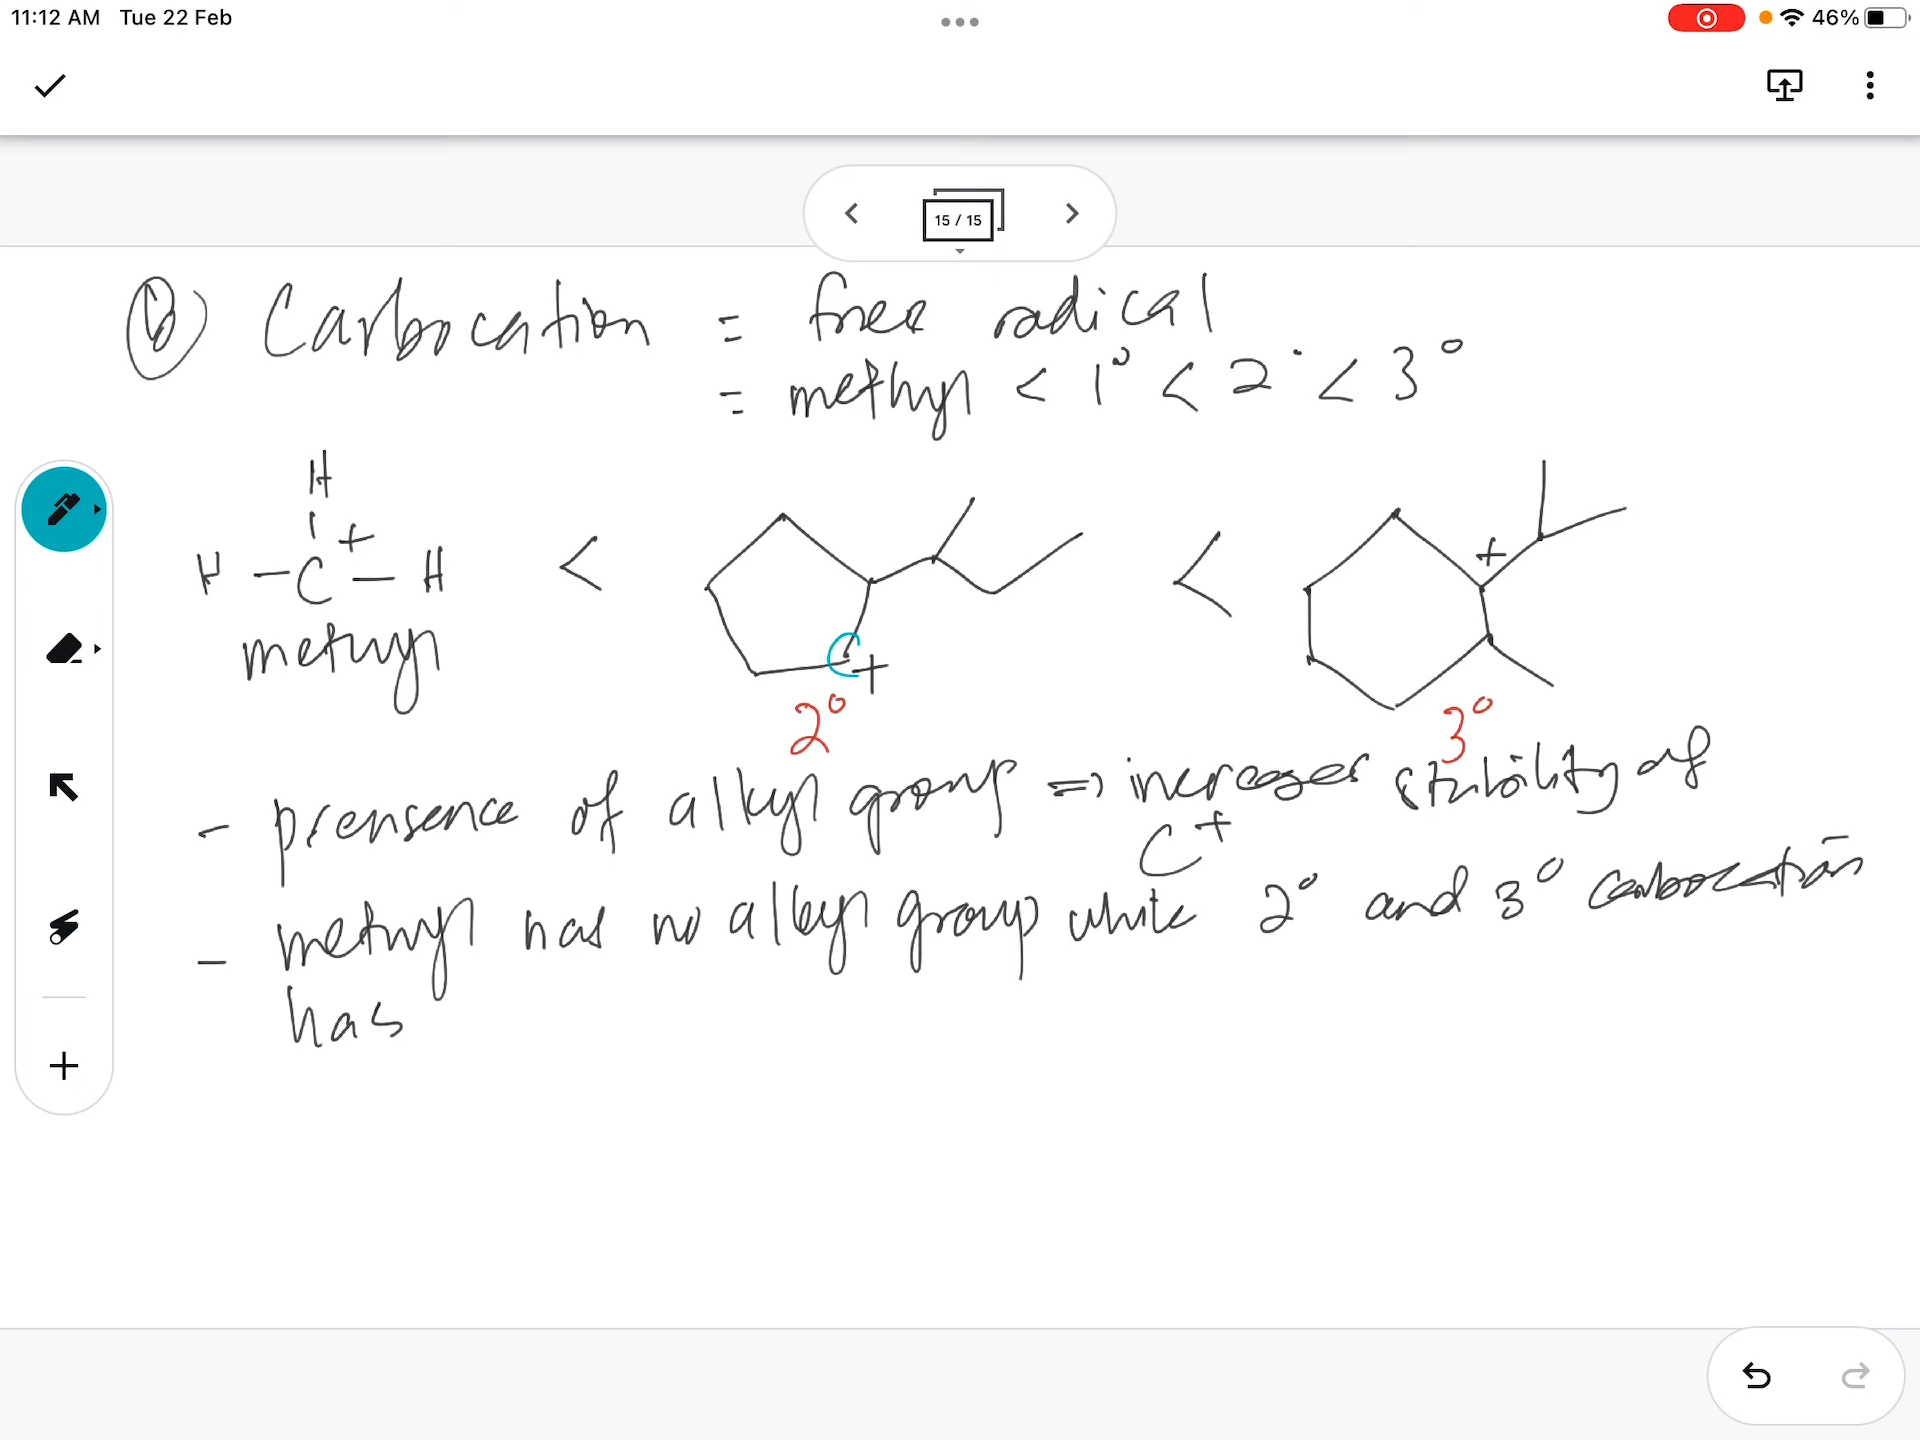 11:12 AM Tue 22 Feb
46%
15 / 15
b Carbocation = free radical
= methyl < 1° < 2° < 3°
H
H - C+ - H < + < +
methyl
2° 3°
- prensence of alkyl group => increases stability of
C+
- methyl has no alkyl group while 2° and 3° carbocation
has